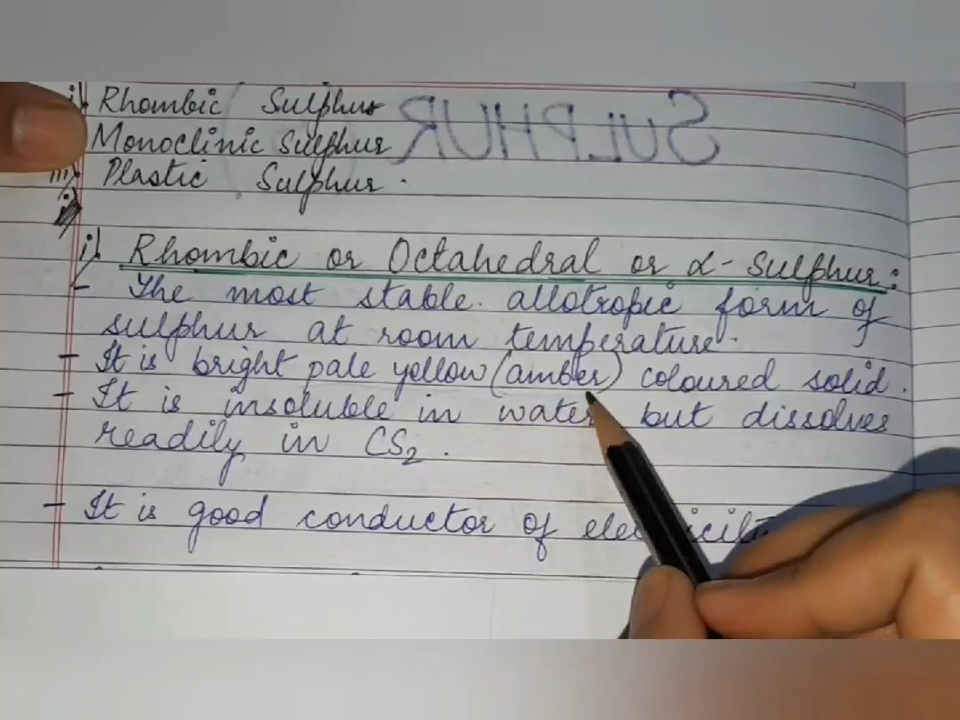 i) Rhombic Sulphur
Monoclinic Sulphur
iii) Plastic Sulphur.
SULPHUR
i) Rhombic or Octahedral or α-Sulphur:
- The most stable allotropic form of
sulphur at room temperature.
- It is bright pale yellow (amber) coloured solid.
- It is insoluble in water but dissolves
readily in CS₂.
- It is good conductor of electricity